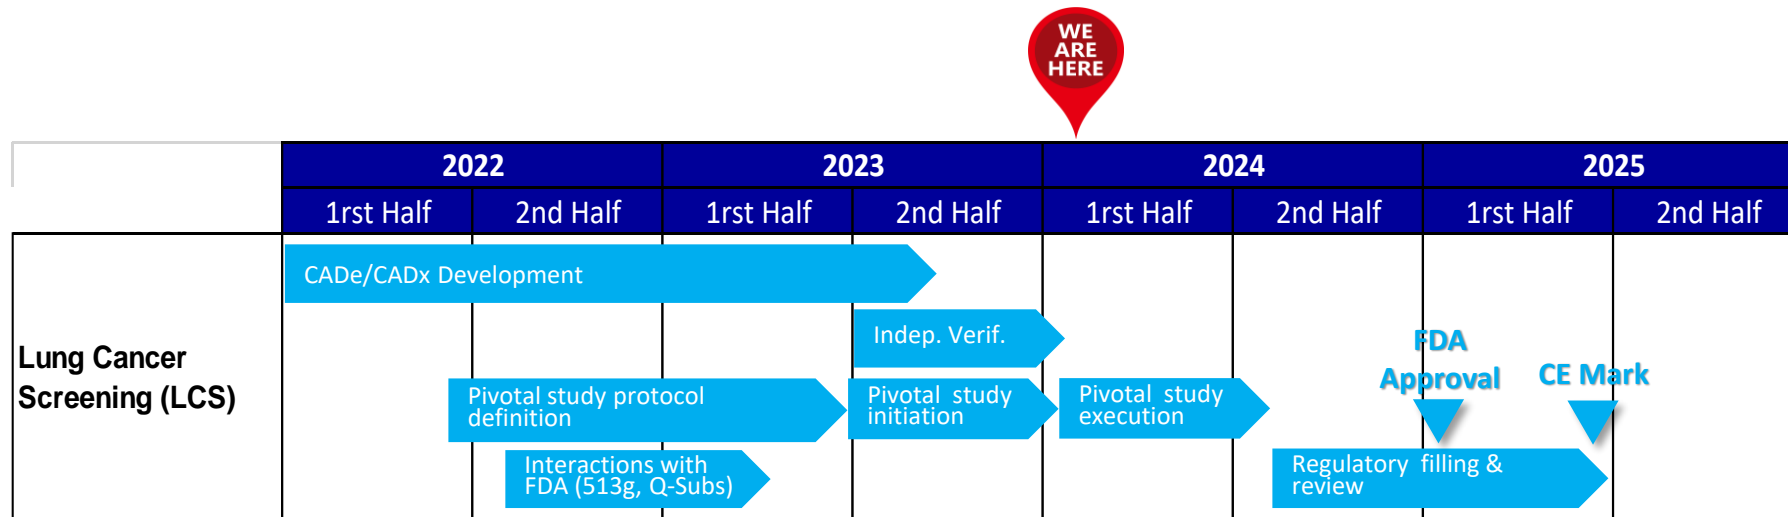 WE
ARE
HERE
2022 2023 2024 2025
1rst Half 2nd Half 1rst Half 2nd Half 1rst Half 2nd Half 1rst Half 2nd Half
Lung Cancer
Screening (LCS)
CADe/CADx Development
Indep. Verif.
Pivotal study protocol
definition
Pivotal study
initiation
Pivotal study
execution
FDA
Approval
CE Mark
Interactions with
FDA (513g, Q-Subs)
Regulatory filling &
review